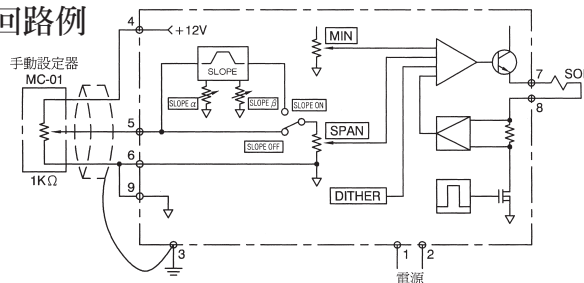 回路例
手動設定器
MC-01
1KΩ
4
+12V
5
6
9
3
SLOPE
SLOPE α
SLOPE β
SLOPE ON
SLOPE OFF
MIN
SPAN
DITHER
7
SOL
8
1
2
電源